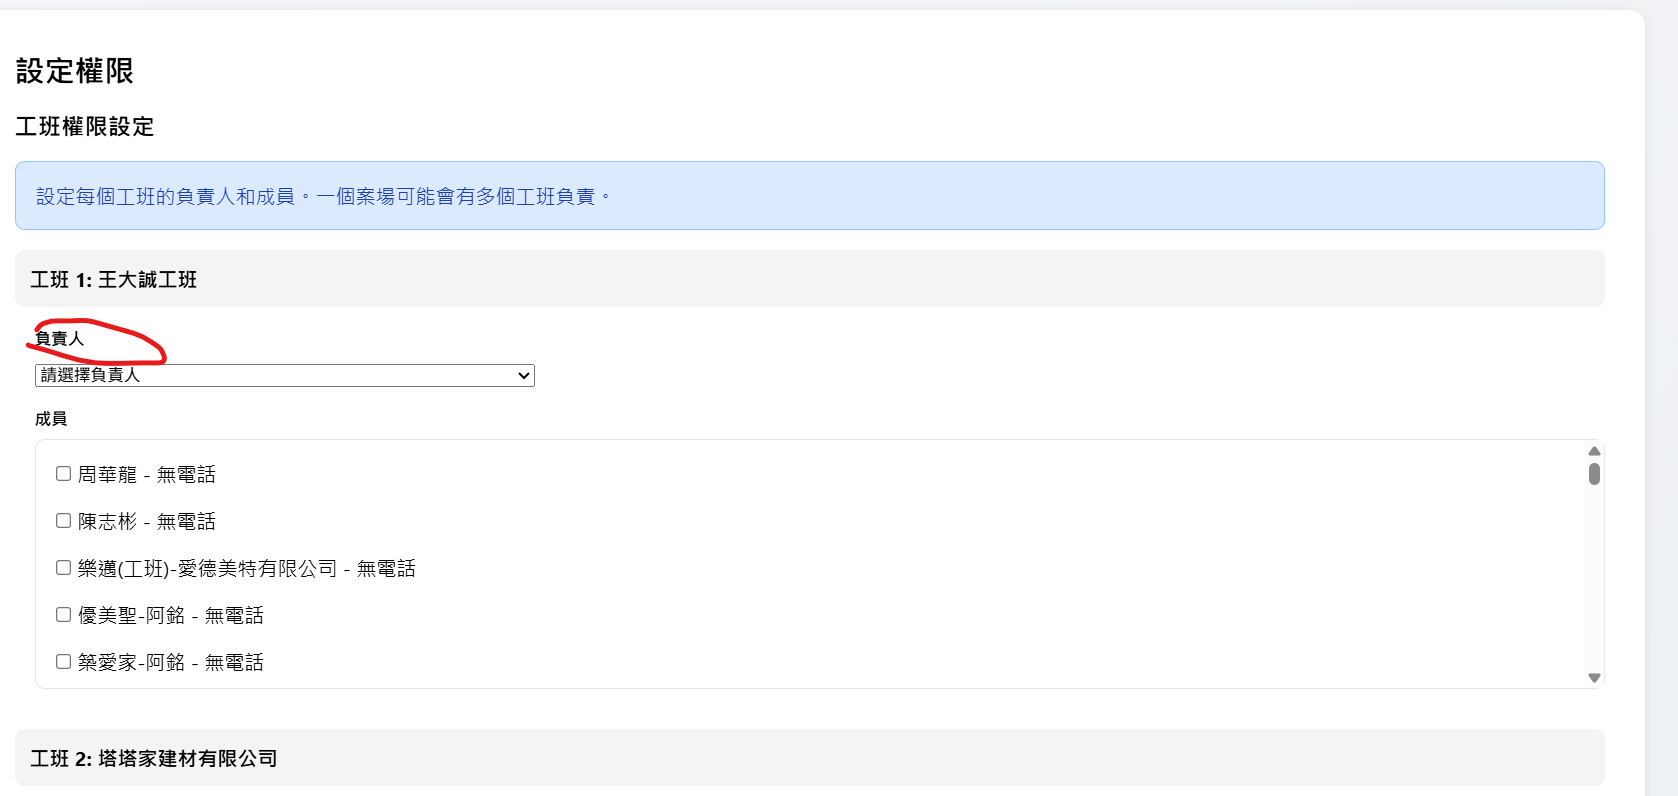 設定權限
工班權限設定
設定每個工班的負責人和成員。一個案場可能會有多個工班負責。
工班 1: 王大誠工班
負責人
請選擇負責人
成員
周華龍 - 無電話
陳志彬 - 無電話
樂邁(工班)-愛德美特有限公司 - 無電話
優美聖-阿銘 - 無電話
築愛家-阿銘 - 無電話
工班 2: 塔塔家建材有限公司